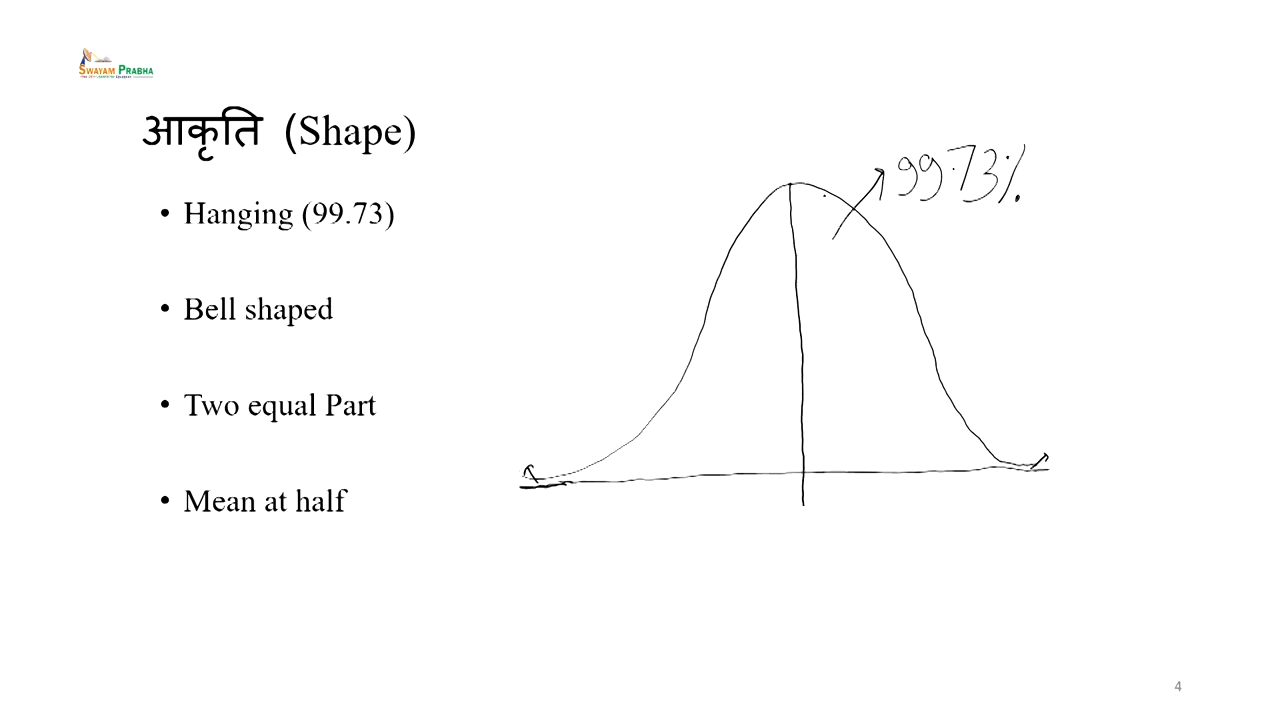 SWAYAM PRABHA
आकृति (Shape)
• Hanging (99.73)
• Bell shaped
• Two equal Part
• Mean at half
99.73%
4